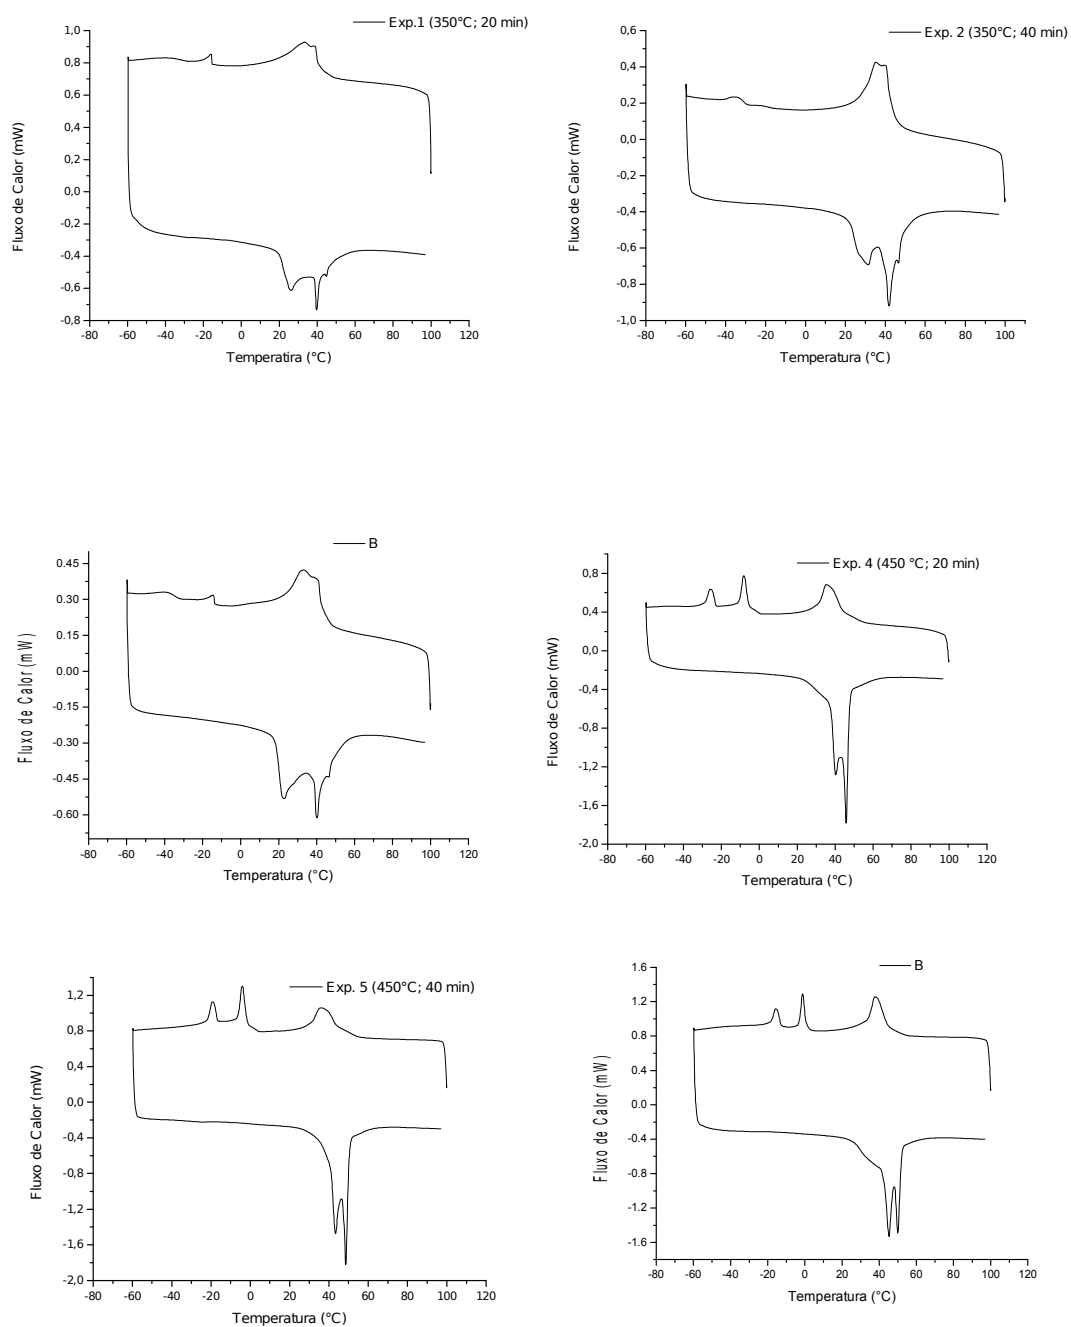 Exp.1 (350°C; 20 min)
1,0
0,8
0,6
0,4
0,2
0,0
-0,2
-0,4
-0,6
-0,8
Fluxo de Calor (mW)
-80 -60 -40 -20 0 20 40 60 80 100 120
Temperatira (°C)
Exp. 2 (350°C; 40 min)
0,6
0,4
0,2
0,0
-0,2
-0,4
-0,6
-0,8
-1,0
Fluxo de Calor (mW)
-80 -60 -40 -20 0 20 40 60 80 100
Temperatura (°C)
B
0.45
0.30
0.15
0.00
-0.15
-0.30
-0.45
-0.60
Fluxo de Calor (mW)
-80 -60 -40 -20 0 20 40 60 80 100 120
Temperatura (°C)
Exp. 4 (450 °C; 20 min)
0,8
0,4
0,0
-0,4
-0,8
-1,2
-1,6
-2,0
Fluxo de Calor (mW)
-80 -60 -40 -20 0 20 40 60 80 100 120
Temperatura (°C)
Exp. 5 (450°C; 40 min)
1,2
0,8
0,4
0,0
-0,4
-0,8
-1,2
-1,6
-2,0
Fluxo de Calor (mW)
-80 -60 -40 -20 0 20 40 60 80 100 120
Temperatura (°C)
B
1.6
1.2
0.8
0.4
0.0
-0.4
-0.8
-1.2
-1.6
Fluxo de Calor (mW)
-80 -60 -40 -20 0 20 40 60 80 100 120
Temperatura (°C)